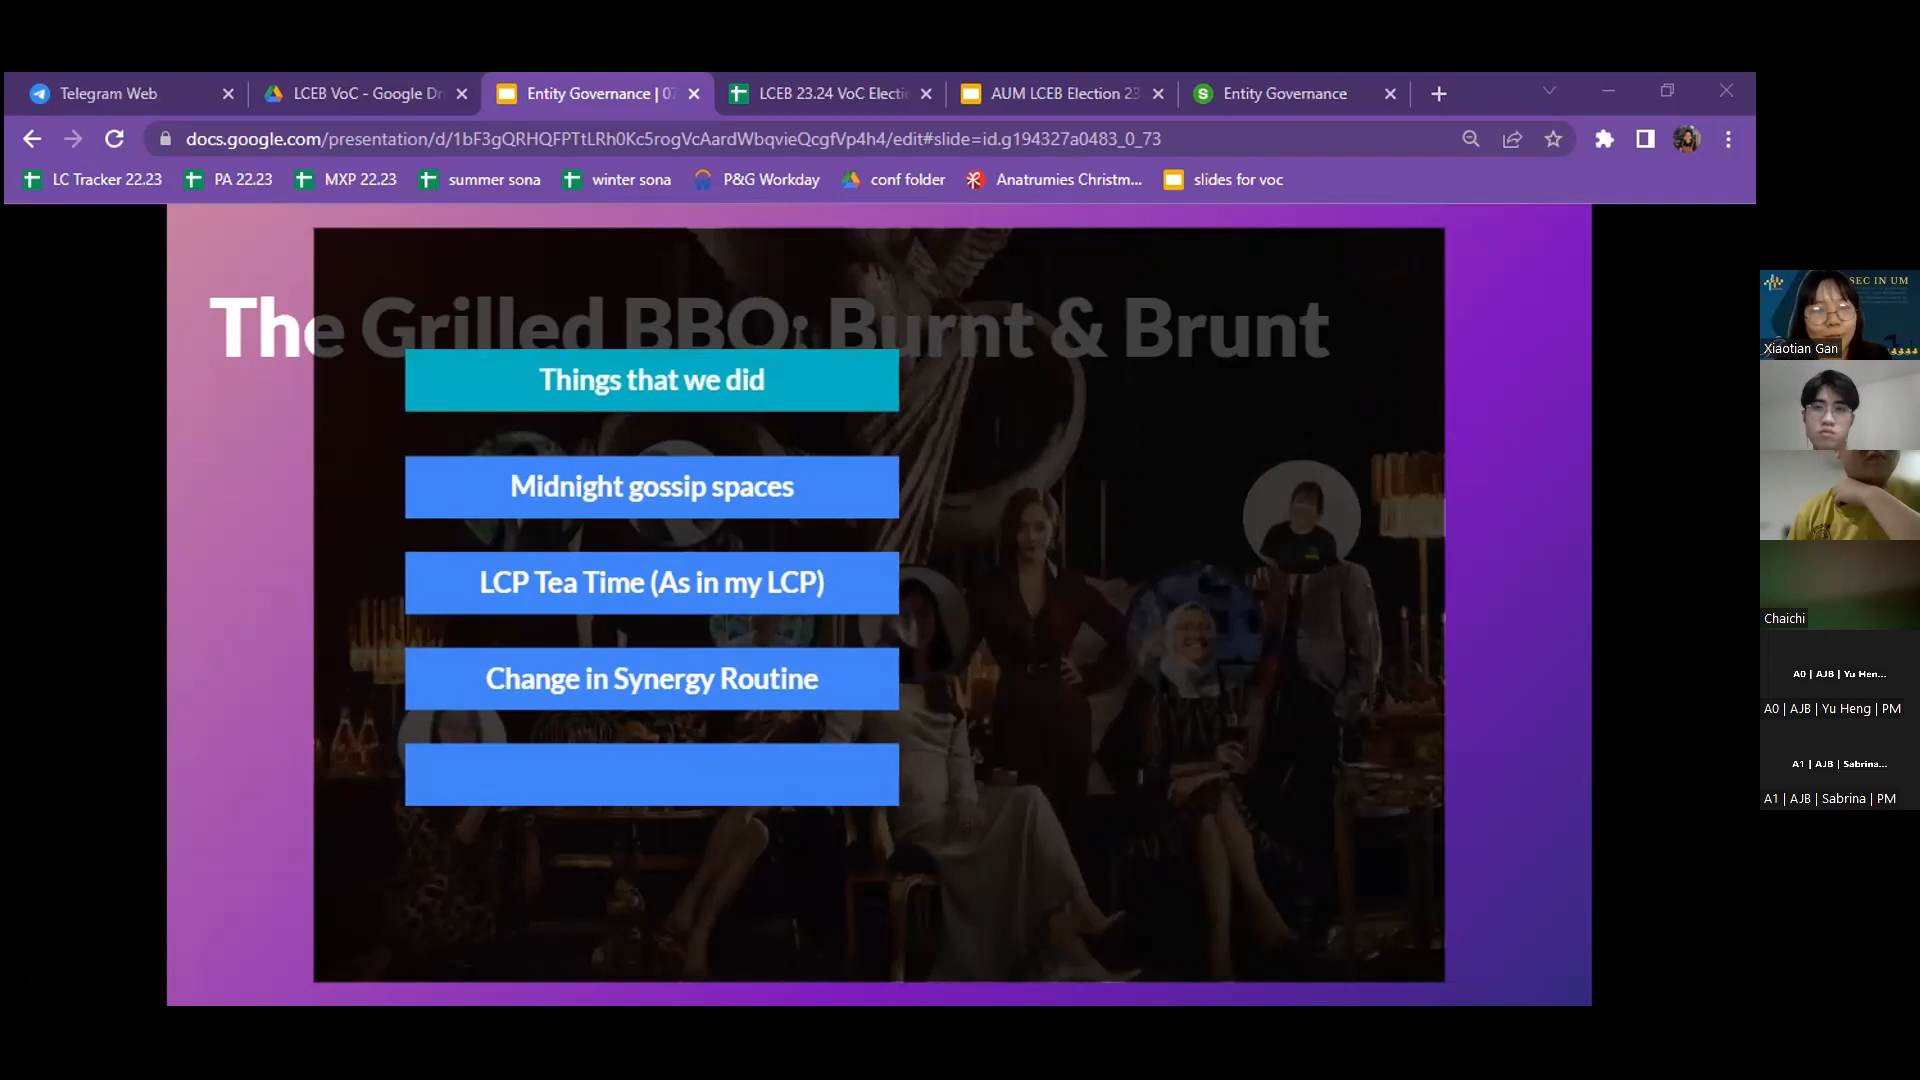 Telegram Web
LCEB VoC - Google Dr
Entity Governance | 07
LCEB 23.24 VoC Electi
AUM LCEB Election 23
Entity Governance
docs.google.com/presentation/d/1bF3gQRHQFPTtLRh0Kc5rogVcAardWbqvieQcgfVp4h4/edit#slide=id.g194327a0483_0_73
LC Tracker 22.23
PA 22.23
MXP 22.23
summer sona
winter sona
P&G Workday
conf folder
Anatrumies Christm...
slides for voc
The Grilled BBQ: Burnt & Brunt
Things that we did
Midnight gossip spaces
LCP Tea Time (As in my LCP)
Change in Synergy Routine
SEC IN UM
Xiaotian Gan
Chaichi
A0 | AJB | Yu Hen...
A0 | AJB | Yu Heng | PM
A1 | AJB | Sabrina...
A1 | AJB | Sabrina | PM